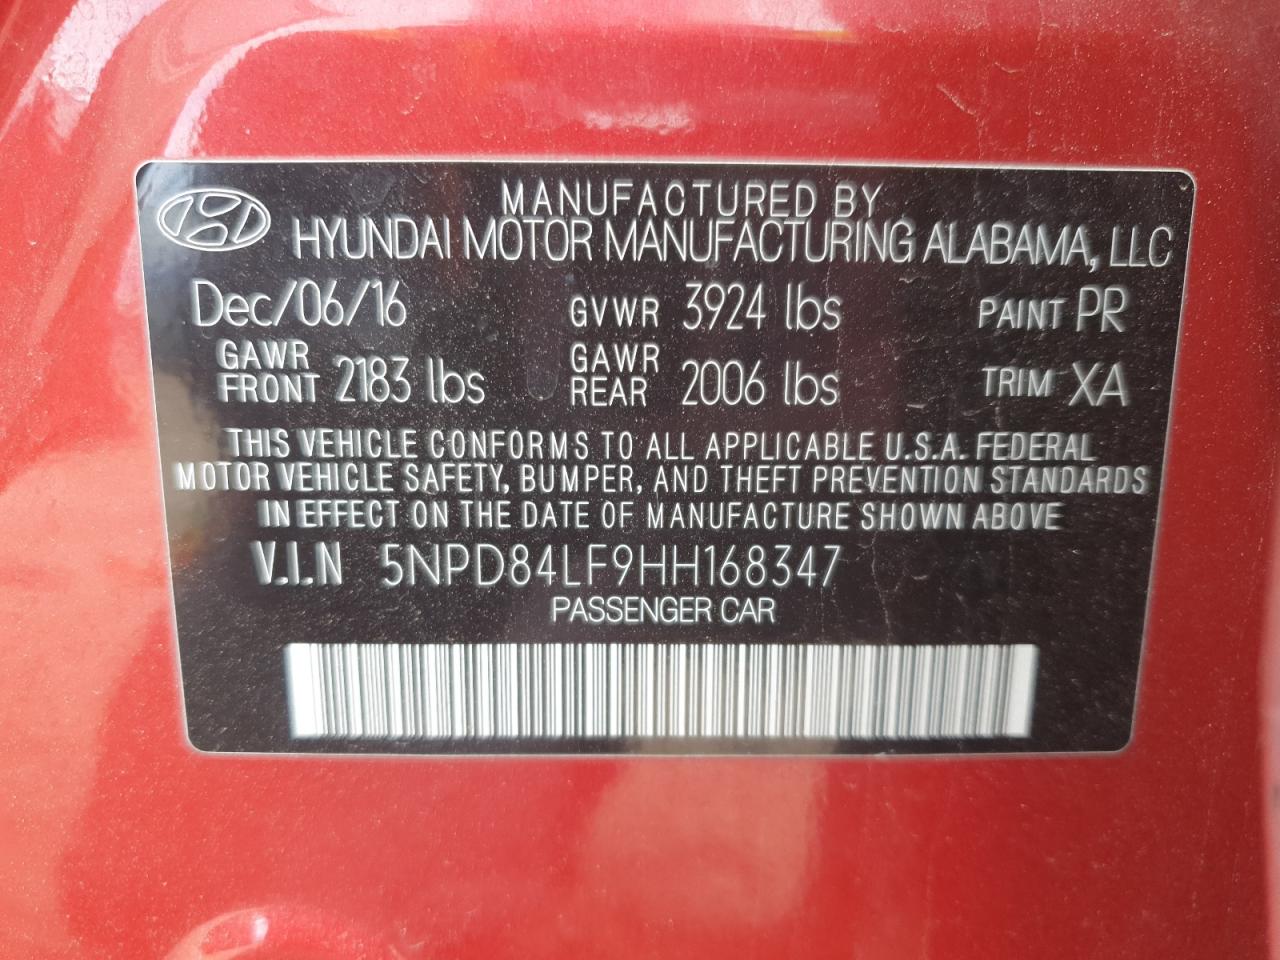 MANUFACTURED BY
HYUNDAI MOTOR MANUFACTURING ALABAMA, LLC
Dec/06/16 GVWR 3924 lbs PAINT PR
GAWR FRONT 2183 lbs GAWR REAR 2006 lbs TRIM XA
THIS VEHICLE CONFORMS TO ALL APPLICABLE U.S.A. FEDERAL
MOTOR VEHICLE SAFETY, BUMPER, AND THEFT PREVENTION STANDARDS
IN EFFECT ON THE DATE OF MANUFACTURE SHOWN ABOVE
V.I.N 5NPD84LF9HH168347
PASSENGER CAR